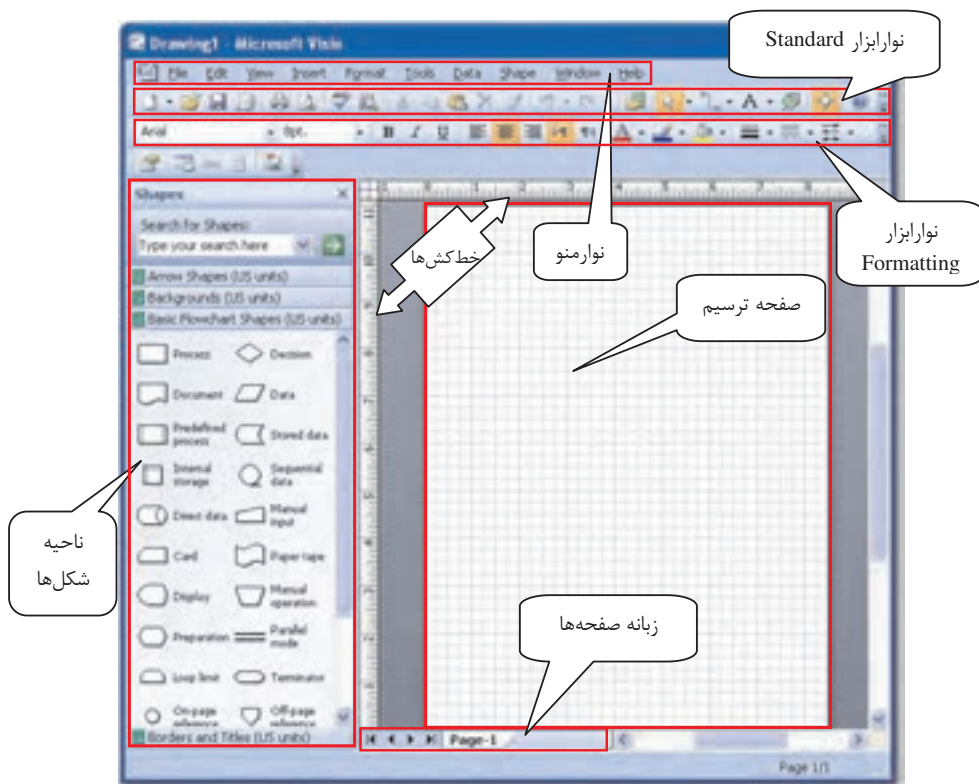 Drawing1 - Microsoft Visio
نوارابزار Standard
File Edit View Insert Format Tools Data Shape Window Help
Arial 8pt. B I U A
نوارابزار
Formatting
نوارمنو
خط‌کش‌ها
صفحه ترسیم
Shapes
Search for Shapes:
Type your search here
Arrow Shapes (US units)
Backgrounds (US units)
Basic Flowchart Shapes (US units)
Process Decision
Document Data
Predefined process Stored data
Internal storage Sequential data
Direct data Manual input
Card Paper tape
Display Manual operation
Preparation Parallel mode
Loop limit Terminator
On-page reference Off-page reference
Borders and Titles (US units)
ناحیه
شکل‌ها
زبانه صفحه‌ها
Page-1
Page 1/1